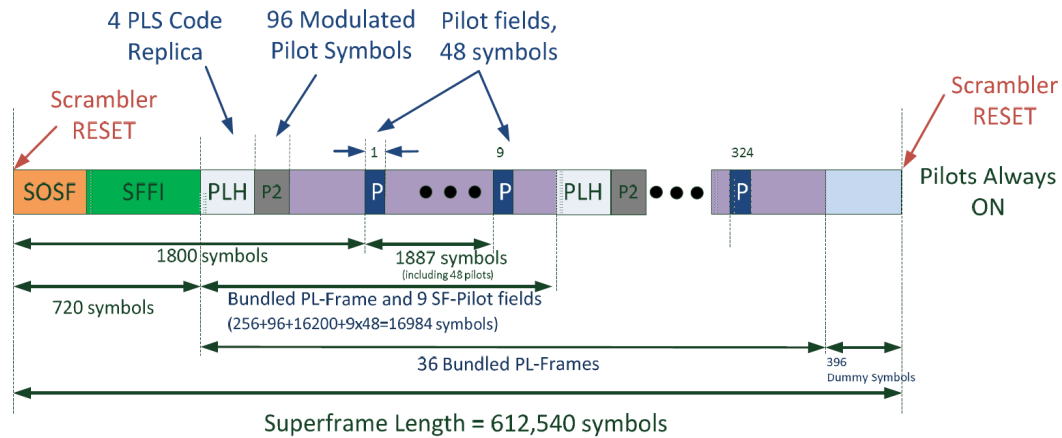 4 PLS Code
Replica
96 Modulated
Pilot Symbols
Pilot fields,
48 symbols
Scrambler
RESET
Scrambler
RESET
1
9
324
SOSF
SFFI
PLH
P2
P
P
PLH
P2
P
Pilots Always
ON
1800 symbols
1887 symbols
(including 48 pilots)
720 symbols
Bundled PL-Frame and 9 SF-Pilot fields
(256+96+16200+9x48=16984 symbols)
36 Bundled PL-Frames
396
Dummy Symbols
Superframe Length = 612,540 symbols